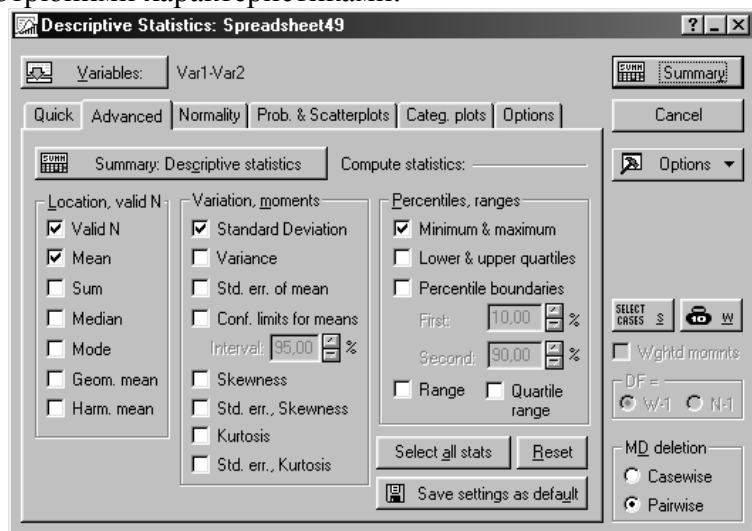 Descriptive Statistics: Spreadsheet49
Variables: Var1-Var2
Summary
Quick Advanced Normality Prob. & Scatterplots Categ. plots Options
Cancel
Summary: Descriptive statistics Compute statistics:
Options
Location, valid N
Valid N
Mean
Sum
Median
Mode
Geom. mean
Harm. mean
Variation, moments
Standard Deviation
Variance
Std. err. of mean
Conf. limits for means
Interval: 95,00 %
Skewness
Std. err., Skewness
Kurtosis
Std. err., Kurtosis
Percentiles, ranges
Minimum & maximum
Lower & upper quartiles
Percentile boundaries
First: 10,00 %
Second: 90,00 %
Range Quartile
range
Select all stats Reset
Save settings as default
SELECT
CASES S W
Wghtd momnts
DF =
W-1 N-1
MD deletion
Casewise
Pairwise